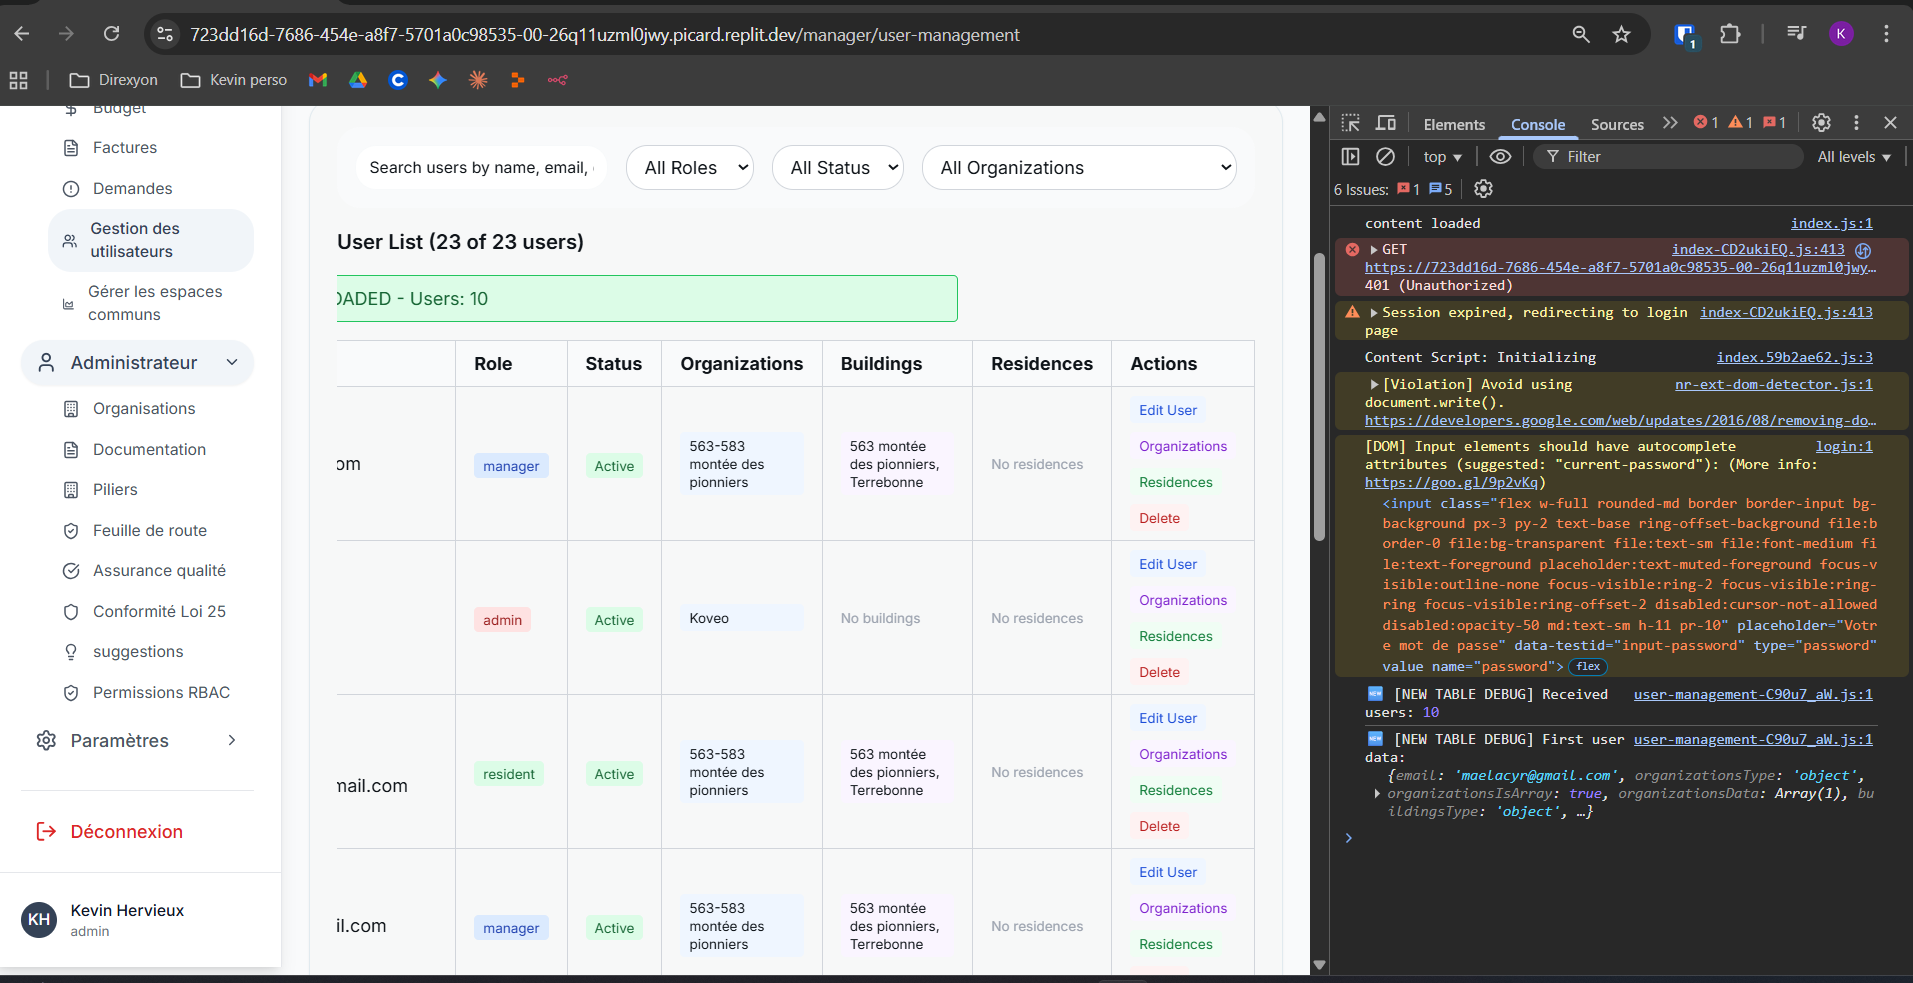 723dd16d-7686-454e-a8f7-5701a0c98535-00-26q11uzml0jwy.picard.replit.dev/manager/user-management
K
1
Direxyon
Kevin perso
Budget
Factures
Demandes
Gestion des
utilisateurs
Gérer les espaces
communs
Administrateur
Organisations
Documentation
Piliers
Feuille de route
Assurance qualité
Conformité Loi 25
suggestions
Permissions RBAC
Paramètres
Déconnexion
KH
Kevin Hervieux
admin
Search users by name, email,
All Roles
All Status
All Organizations
User List (23 of 23 users)
OADED - Users: 10
Role Status Organizations Buildings Residences Actions
om
manager
Active
563-583
montée des
pionniers
563 montée
des pionniers,
Terrebonne
No residences
Edit User
Organizations
Residences
Delete
admin
Active
Koveo
No buildings
No residences
Edit User
Organizations
Residences
Delete
mail.com
resident
Active
563-583
montée des
pionniers
563 montée
des pionniers,
Terrebonne
No residences
Edit User
Organizations
Residences
Delete
il.com
manager
Active
563-583
montée des
pionniers
563 montée
des pionniers,
Terrebonne
No residences
Edit User
Organizations
Residences
Elements Console Sources 1 1 1
top Filter All levels
6 Issues: 1 5
content loaded index.js:1
GET index-CD2ukiEQ.js:413
https://723dd16d-7686-454e-a8f7-5701a0c98535-00-26q11uzml0jwy…
401 (Unauthorized)
Session expired, redirecting to login index-CD2ukiEQ.js:413
page
Content Script: Initializing index.59b2ae62.js:3
[Violation] Avoid using nr-ext-dom-detector.js:1
document.write().
https://developers.google.com/web/updates/2016/08/removing-do…
[DOM] Input elements should have autocomplete login:1
attributes (suggested: "current-password"): (More info:
https://goo.gl/9p2vKq)
<input class="flex w-full rounded-md border border-input bg-
background px-3 py-2 text-base ring-offset-background file:b
order-0 file:bg-transparent file:text-sm file:font-medium fi
le:text-foreground placeholder:text-muted-foreground focus-v
isible:outline-none focus-visible:ring-2 focus-visible:ring-
ring focus-visible:ring-offset-2 disabled:cursor-not-allowed
disabled:opacity-50 md:text-sm h-11 pr-10" placeholder="Votr
e mot de passe" data-testid="input-password" type="password"
value name="password"> flex
NEW [NEW TABLE DEBUG] Received user-management-C90u7_aW.js:1
users: 10
NEW [NEW TABLE DEBUG] First user user-management-C90u7_aW.js:1
data:
{email: 'maelacyr@gmail.com', organizationsType: 'object',
organizationsIsArray: true, organizationsData: Array(1), bu
ildingsType: 'object', …}